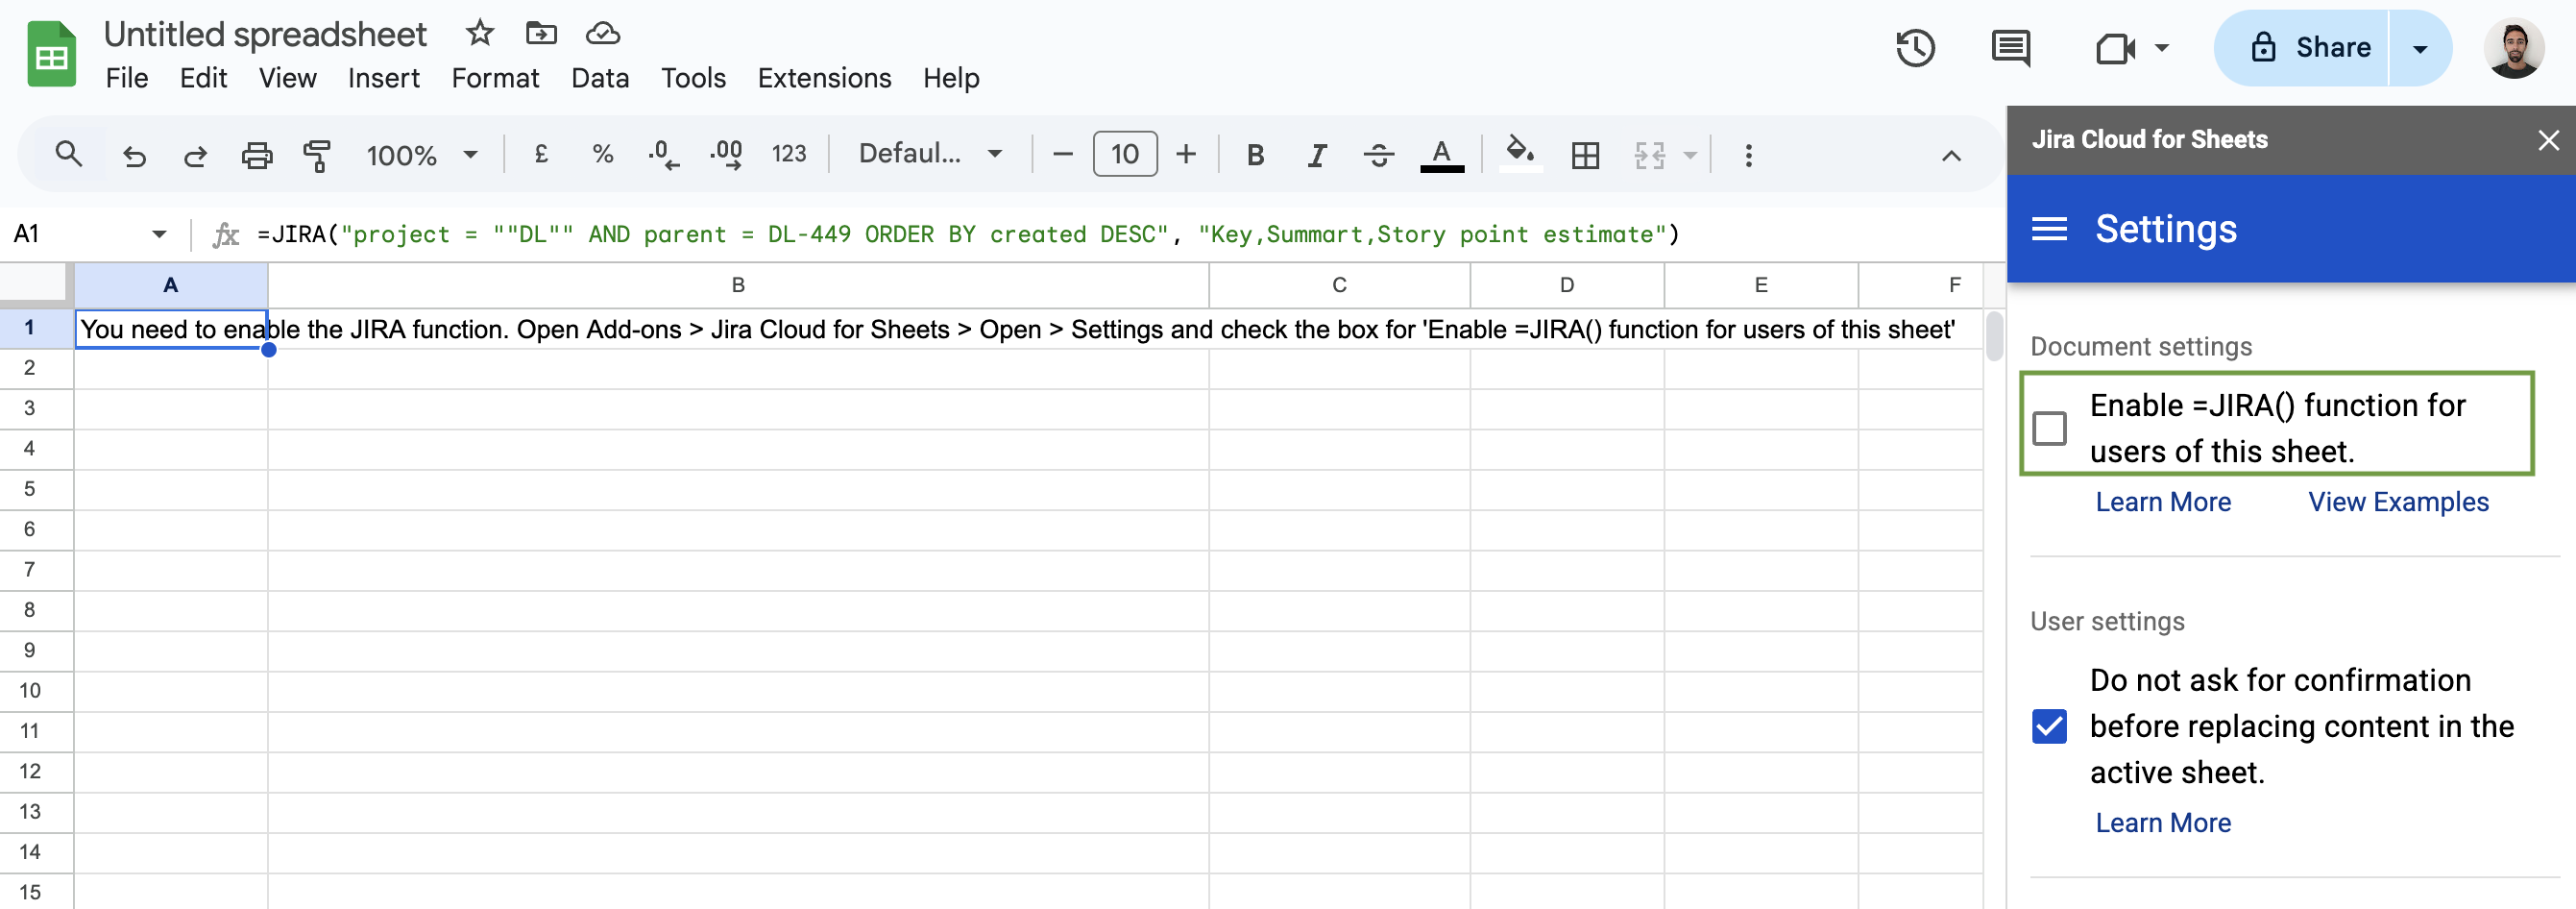 Untitled spreadsheet
File Edit View Insert Format Data Tools Extensions Help
Share
100% £ % .0 .00 123 Defaul... 10 B I S A
A1 fx =JIRA("project = ""DL"" AND parent = DL-449 ORDER BY created DESC", "Key,Summart,Story point estimate")
A B C D E F
1 You need to enable the JIRA function. Open Add-ons > Jira Cloud for Sheets > Open > Settings and check the box for 'Enable =JIRA() function for users of this sheet'
2
3
4
5
6
7
8
9
10
11
12
13
14
15
Jira Cloud for Sheets
Settings
Document settings
Enable =JIRA() function for
users of this sheet.
Learn More View Examples
User settings
Do not ask for confirmation
before replacing content in the
active sheet.
Learn More